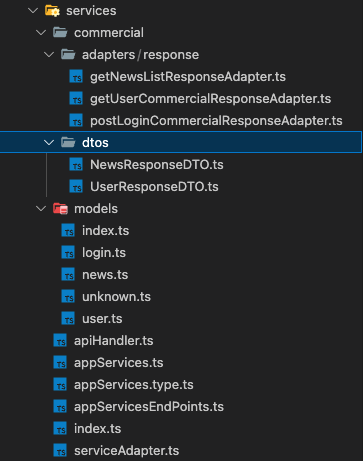 services
commercial
adapters/response
TS getNewsListResponseAdapter.ts
TS getUserCommercialResponseAdapter.ts
TS postLoginCommercialResponseAdapter.ts
dtos
TS NewsResponseDTO.ts
TS UserResponseDTO.ts
models
TS index.ts
TS login.ts
TS news.ts
TS unknown.ts
TS user.ts
TS apiHandler.ts
TS appServices.ts
TS appServices.type.ts
TS appServicesEndPoints.ts
TS index.ts
TS serviceAdapter.ts